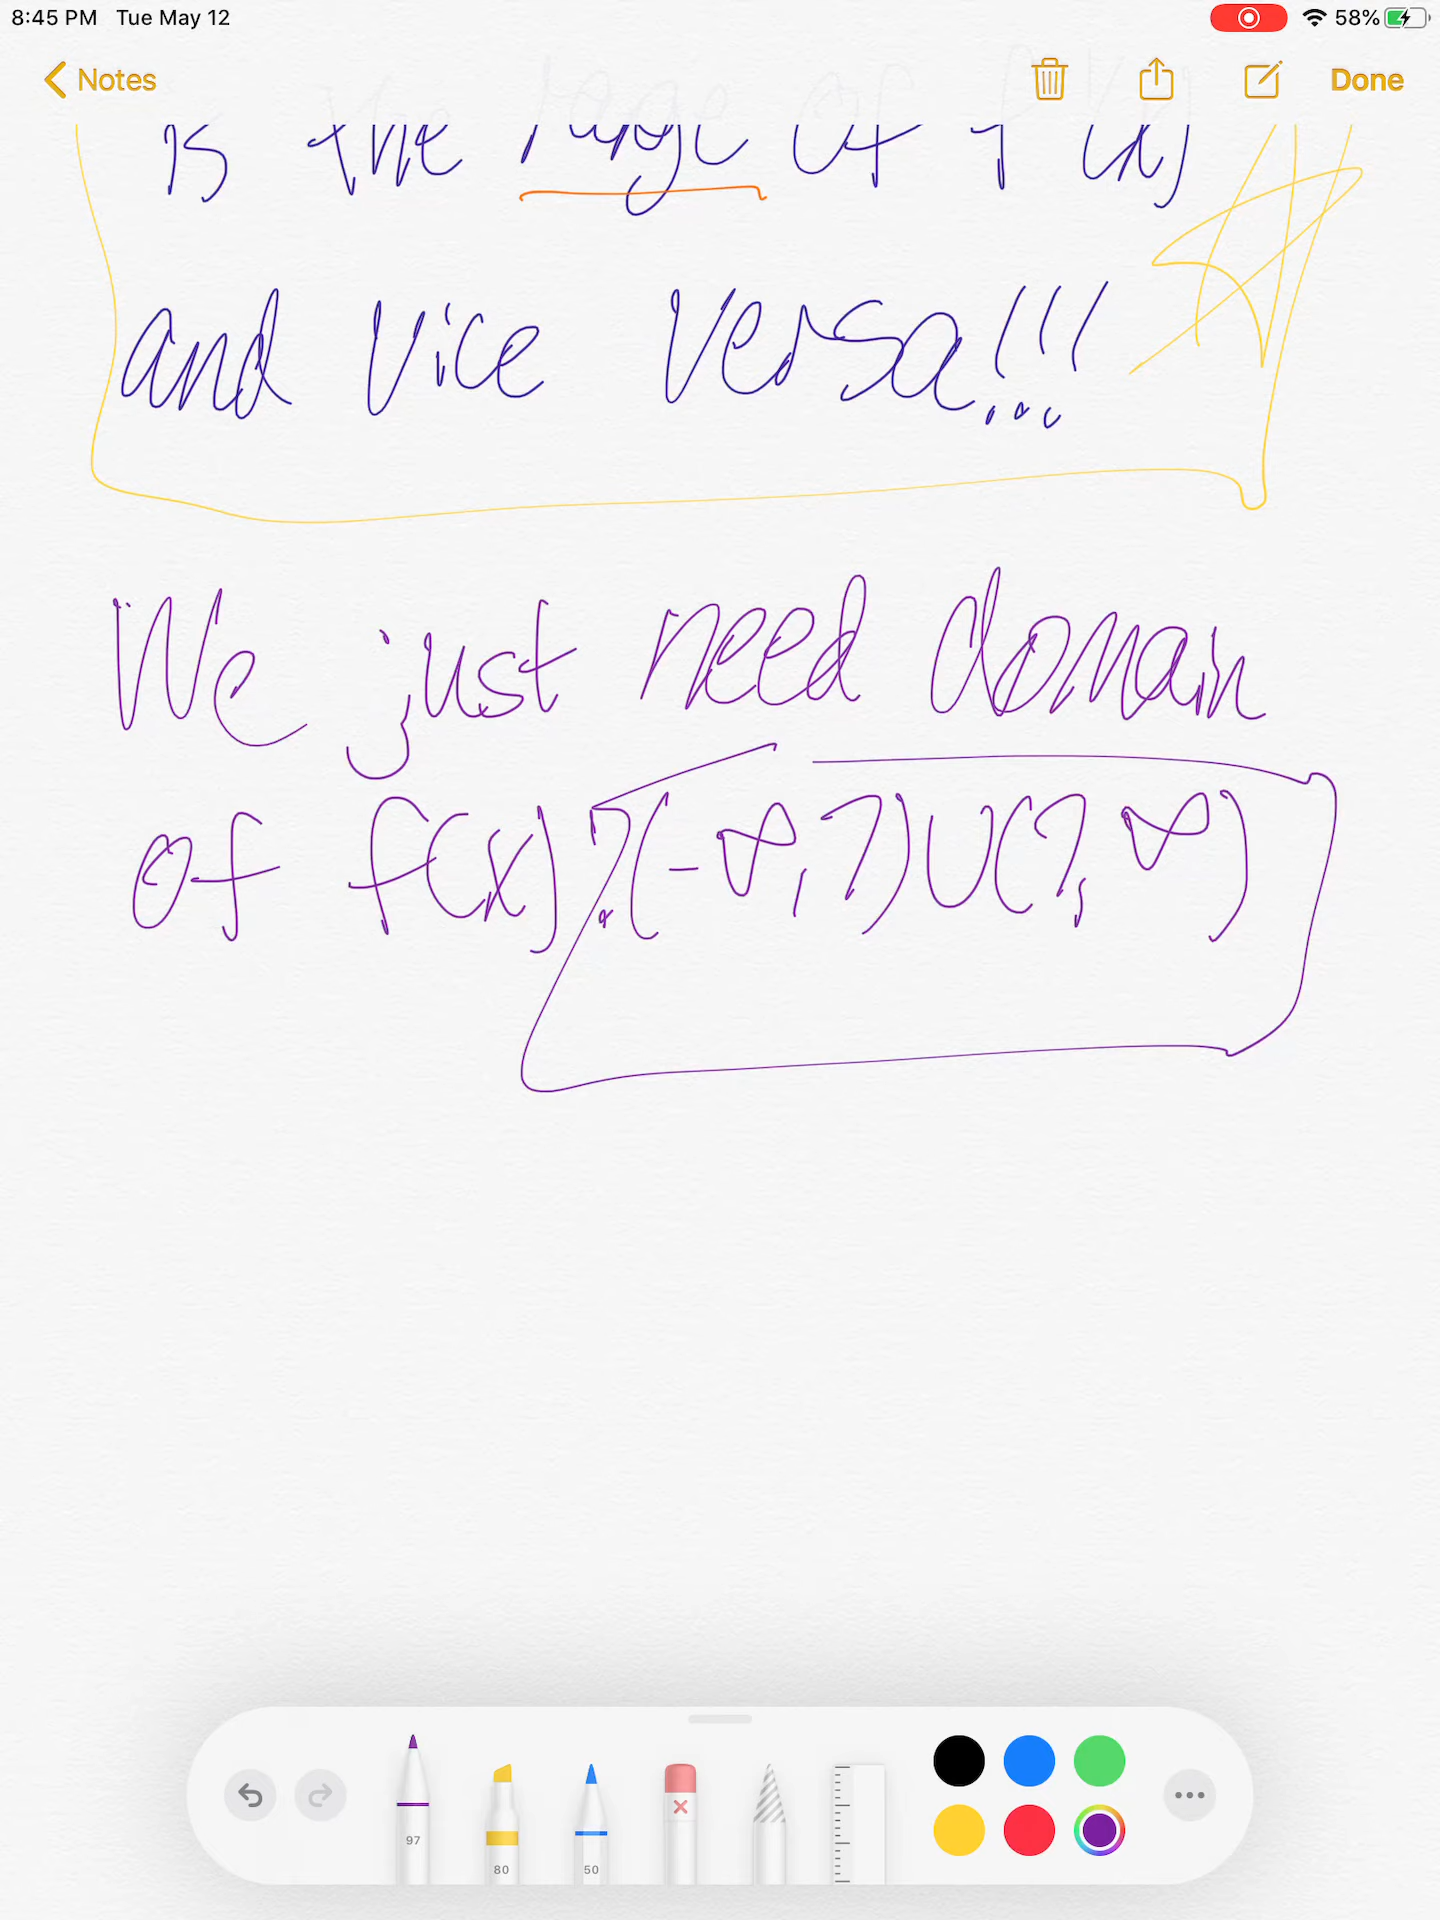 8:45 PM Tue May 12 58%
Notes Done
is the range of f (x)
and vice versa!!!
We just need domain
of f(x): (-∞, 7)U(7, ∞)
97 80 50